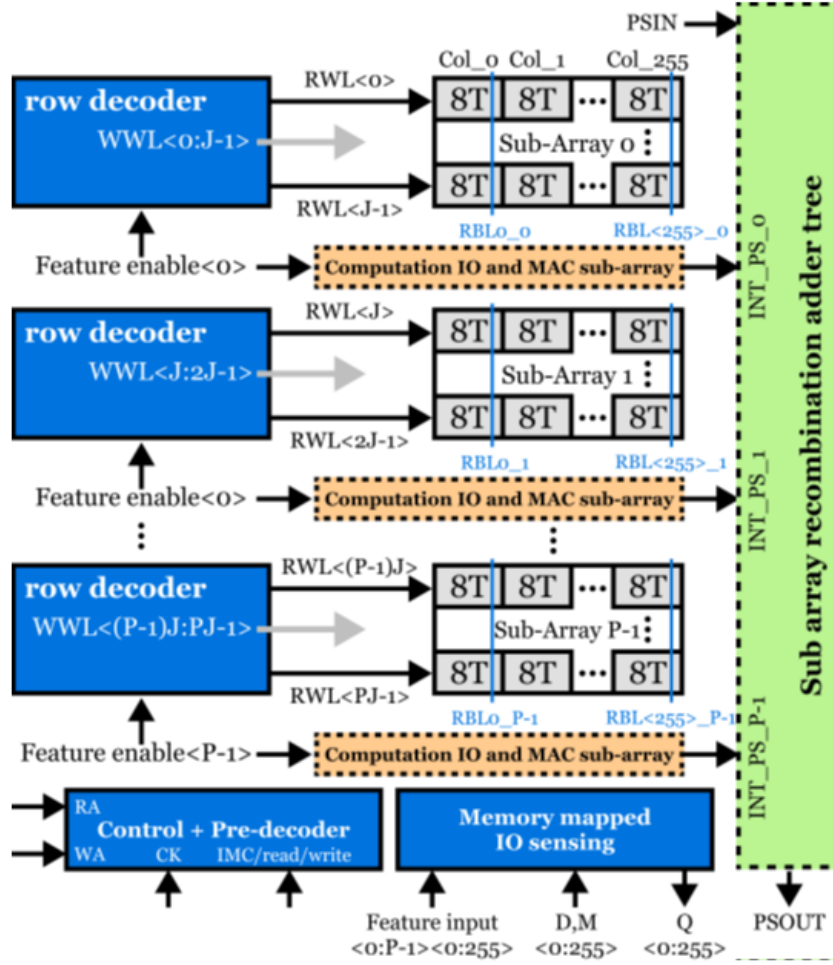 PSIN
Col_0 Col_1 Col_255
RWL<0>
row decoder
8T 8T ••• 8T
WWL<0:J-1>
Sub-Array 0
8T 8T ••• 8T
RWL<J-1>
RBL0_0 RBL<255>_0
INT_PS_0
Feature enable<0>
Computation IO and MAC sub-array
RWL<J>
row decoder
8T 8T ••• 8T
WWL<J:2J-1>
Sub-Array 1
8T 8T ••• 8T
RWL<2J-1>
RBL0_1 RBL<255>_1
INT_PS_1
Feature enable<0>
Computation IO and MAC sub-array
RWL<(P-1)J>
row decoder
8T 8T ••• 8T
WWL<(P-1)J:PJ-1>
Sub-Array P-1
8T 8T ••• 8T
RWL<PJ-1>
RBL0_P-1 RBL<255>_P-1
INT_PS_P-1
Feature enable<P-1>
Computation IO and MAC sub-array
Sub array recombination adder tree
RA
Control + Pre-decoder
WA CK IMC/read/write
Memory mapped
IO sensing
Feature input
<0:P-1><0:255>
D,M
<0:255>
Q
<0:255>
PSOUT